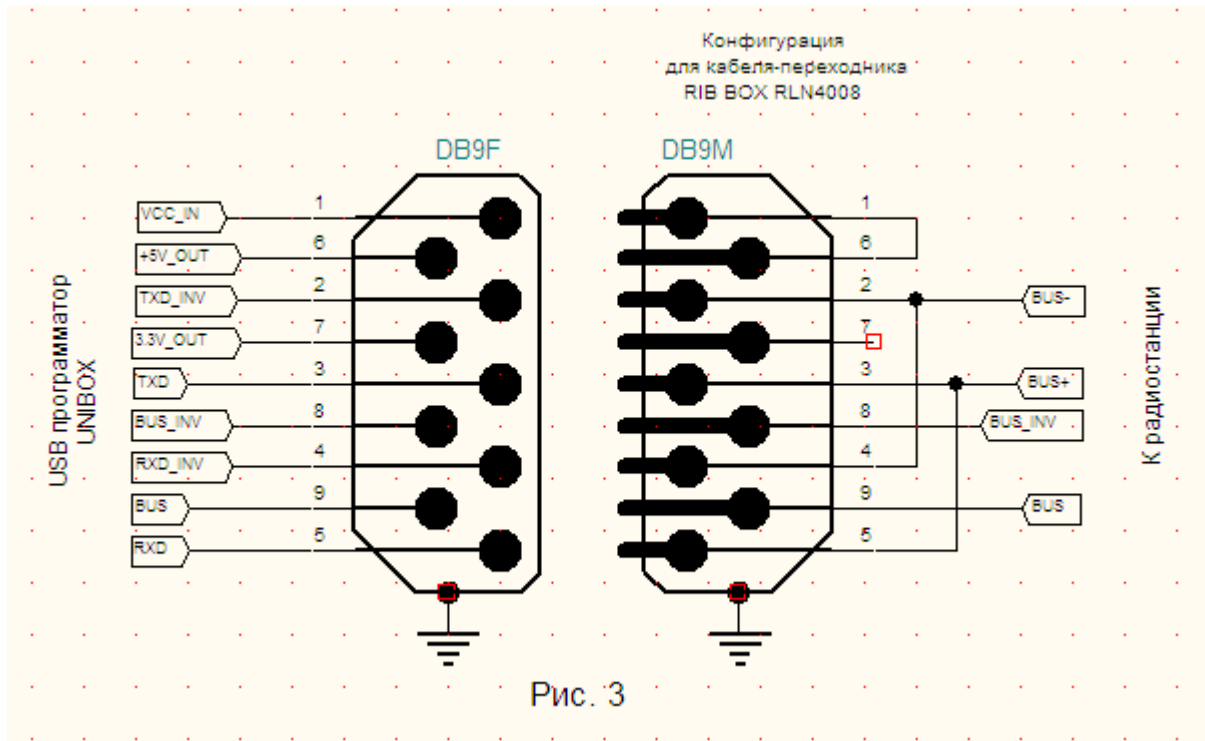 Конфигурация
для кабеля-переходника
RIB BOX RLN4008
DB9F
DB9M
USB программатор
UNIBOX
VCC_IN
1
+5V_OUT
6
TXD_INV
2
3.3V_OUT
7
TXD
3
BUS_INV
8
RXD_INV
4
BUS
9
RXD
5
1
6
2
BUS-
7
3
BUS+
8
BUS_INV
4
9
BUS
5
К радиостанции
Рис. 3